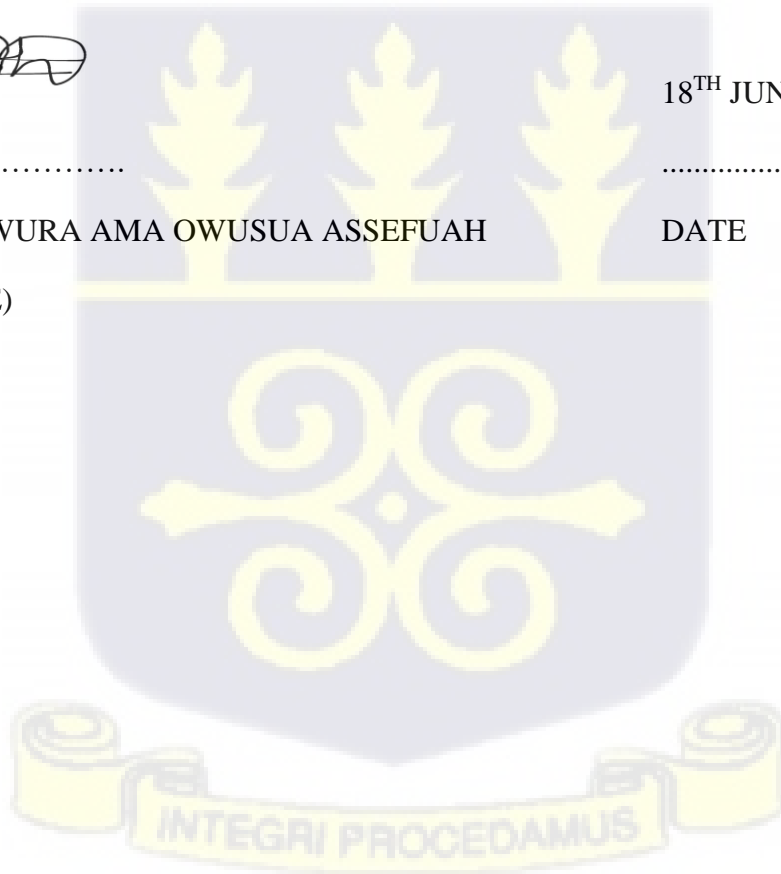 18TH JUN
…………. ................
WURA AMA OWUSUA ASSEFUAH DATE
)
INTEGRI PROCEDAMUS